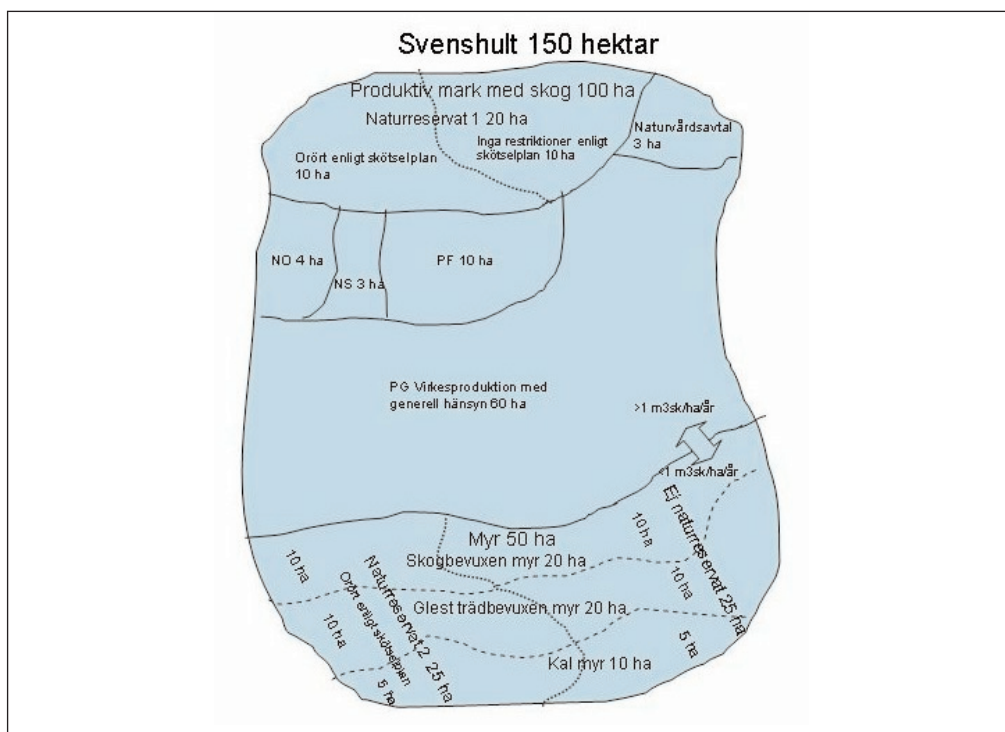 Svenshult 150 hektar
Produktiv mark med skog 100 ha
Naturreservat 1 20 ha
Inga restriktioner enligt
skötselplan 10 ha
Naturvårdsavtal
3 ha
Orört enligt skötselplan
10 ha
NO 4 ha
NS 3 ha
PF 10 ha
PG Virkesproduktion med
generell hänsyn 60 ha
>1 m3sk/ha/år
<1 m3sk/ha/år
Myr 50 ha
Skogbevuxen myr 20 ha
10 ha
10 ha
Ej naturreservat 25 ha
Naturreservat 2 25 ha
Orört enligt skötselplan
Glest trädbevuxen myr 20 ha
10 ha
10 ha
Kal myr 10 ha
5 ha
5 ha